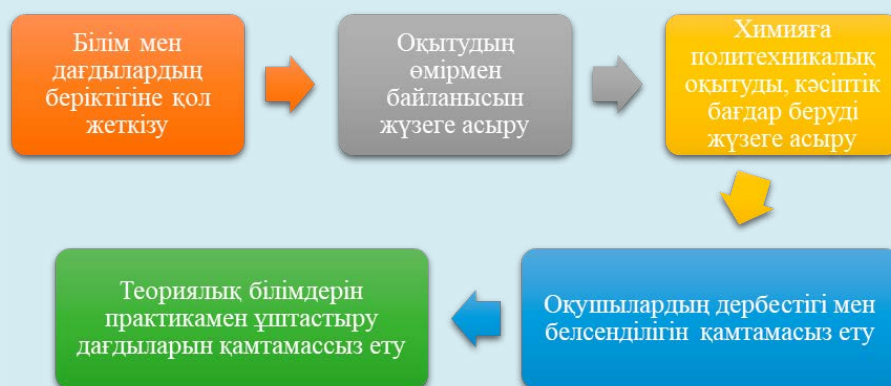 Білім мен
дағдылардың
беріктігіне қол
жеткізу
Оқытудың
өмірмен
байланысын
жүзеге асыру
Химияға
политехникалық
оқытуды, кәсіптік
бағдар беруді
жүзеге асыру
Оқушылардың дербестігі мен
белсенділігін қамтамасыз ету
Теориялық білімдерін
практикамен ұштастыру
дағдыларын қамтамассыз ету